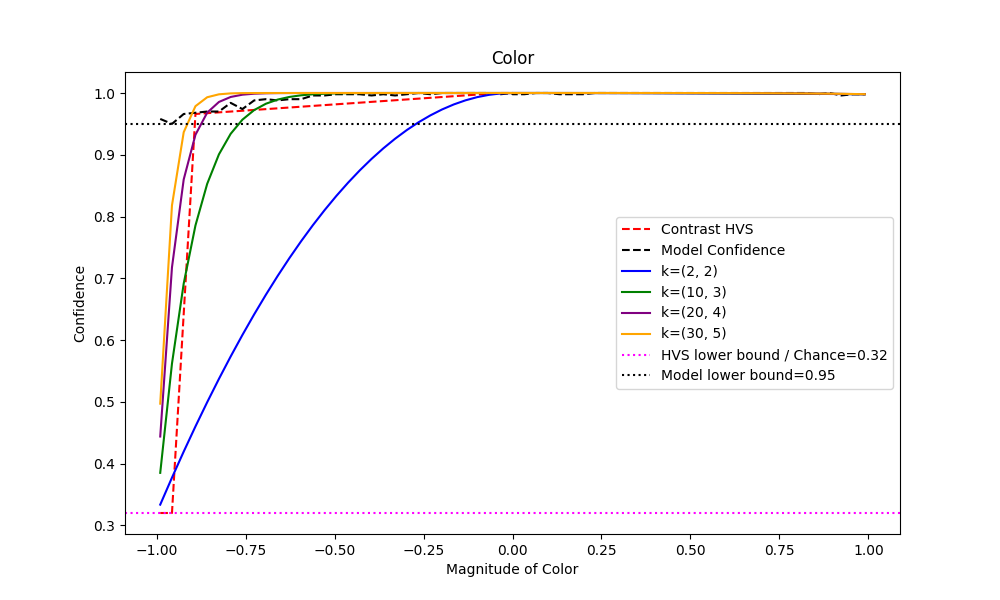 Color
1.0
0.9
0.8
0.7
0.6
0.5
0.4
0.3
Confidence
Contrast HVS
Model Confidence
k=(2, 2)
k=(10, 3)
k=(20, 4)
k=(30, 5)
HVS lower bound / Chance=0.32
Model lower bound=0.95
−1.00 −0.75 −0.50 −0.25 0.00 0.25 0.50 0.75 1.00
Magnitude of Color